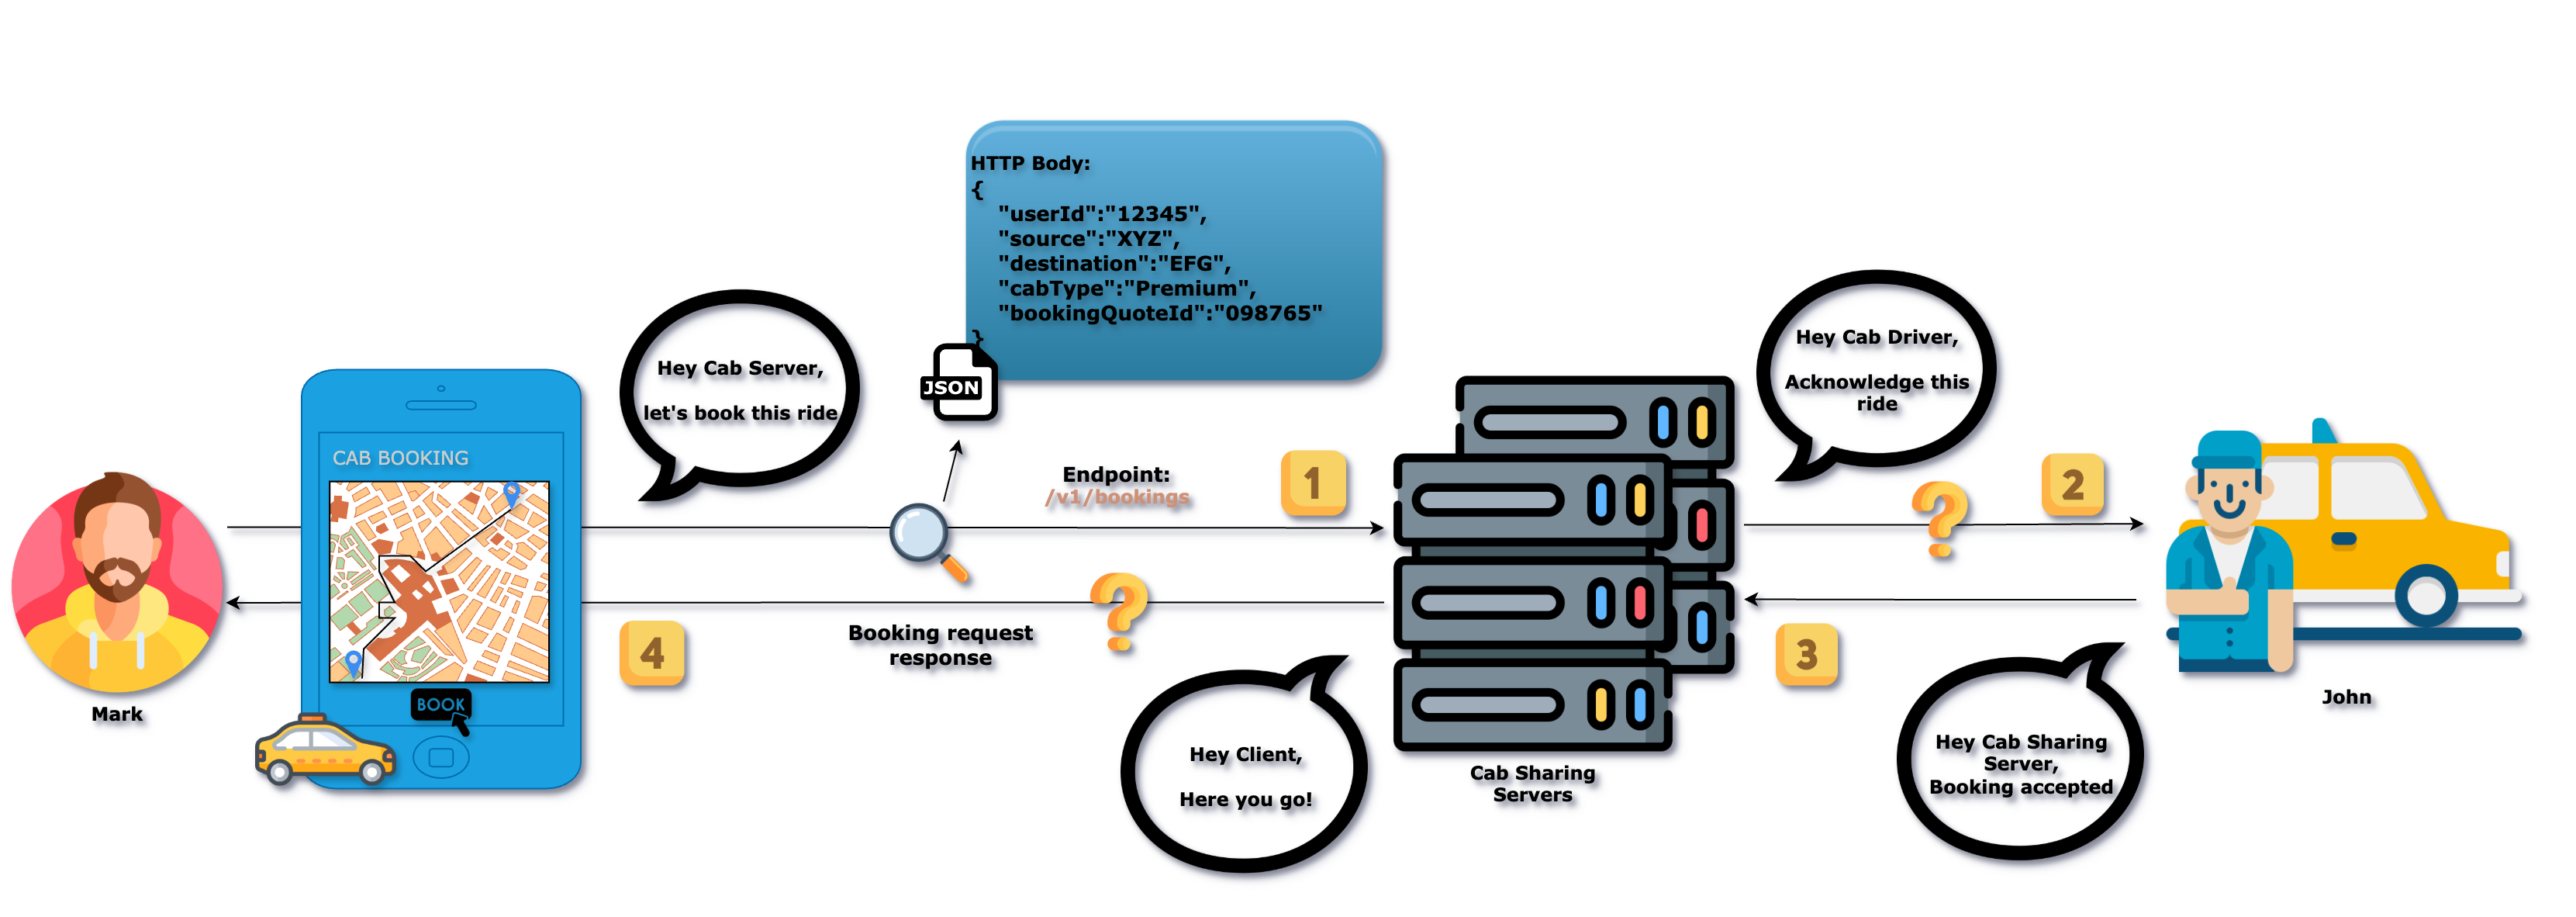 HTTP Body:
{
"userId":"12345",
"source":"XYZ",
"destination":"EFG",
"cabType":"Premium",
"bookingQuoteId":"098765"
}
JSON
Hey Cab Server,
let's book this ride
Hey Cab Driver,
Acknowledge this
ride
CAB BOOKING
BOOK
Endpoint:
/v1/bookings
1
2
3
4
Booking request
response
Mark
Hey Client,
Here you go!
Cab Sharing
Servers
Hey Cab Sharing
Server,
Booking accepted
John